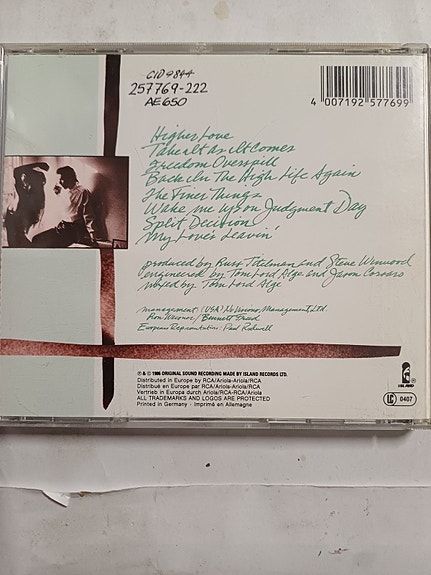 CID 9844
257769-222
AE 650
4 007192 577699
Higher Love
Take It As It Comes
Freedom Overspill
Back In The High Life Again
The Finer Things
Wake me up on Judgment Day
Split Decision
My Love's Leavin'
produced by Russ Titelman and Steve Winwood
engineered by Tom Lord Alge and Jason Corsaro
mixed by Tom Lord Alge
management: (USA) Weisner Management Ltd.
Ron Weisner / Bennett Freed
European Representation: Paul Rodwell
ISLAND
℗ & © 1986 ORIGINAL SOUND RECORDING MADE BY ISLAND RECORDS LTD.
Distributed in Europe by RCA/Ariola-Ariola/RCA
Distribué en Europe par RCA/Ariola-Ariola/RCA
Vertrieb in Europa durch Ariola/RCA-RCA/Ariola
ALL TRADEMARKS AND LOGOS ARE PROTECTED
Printed in Germany · Imprimé en Allemagne
LC 0407